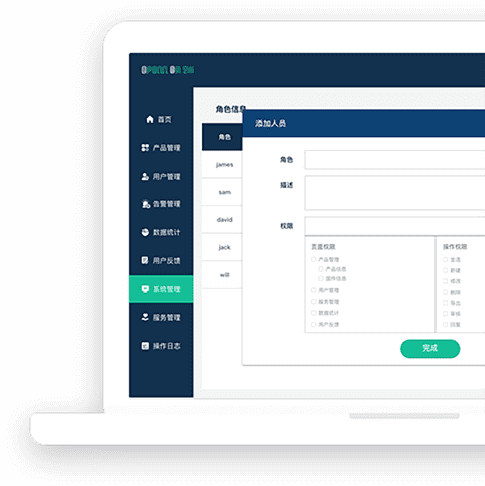 首页
产品管理
用户管理
告警管理
数据统计
用户反馈
系统管理
服务管理
操作日志
角色信息
角色
james
sam
david
jack
will
添加人员
角色
描述
权限
页面权限
产品管理
产品信息
固件信息
用户管理
服务管理
数据统计
用户反馈
操作权限
全选
新建
修改
删除
导出
审核
回复
完成